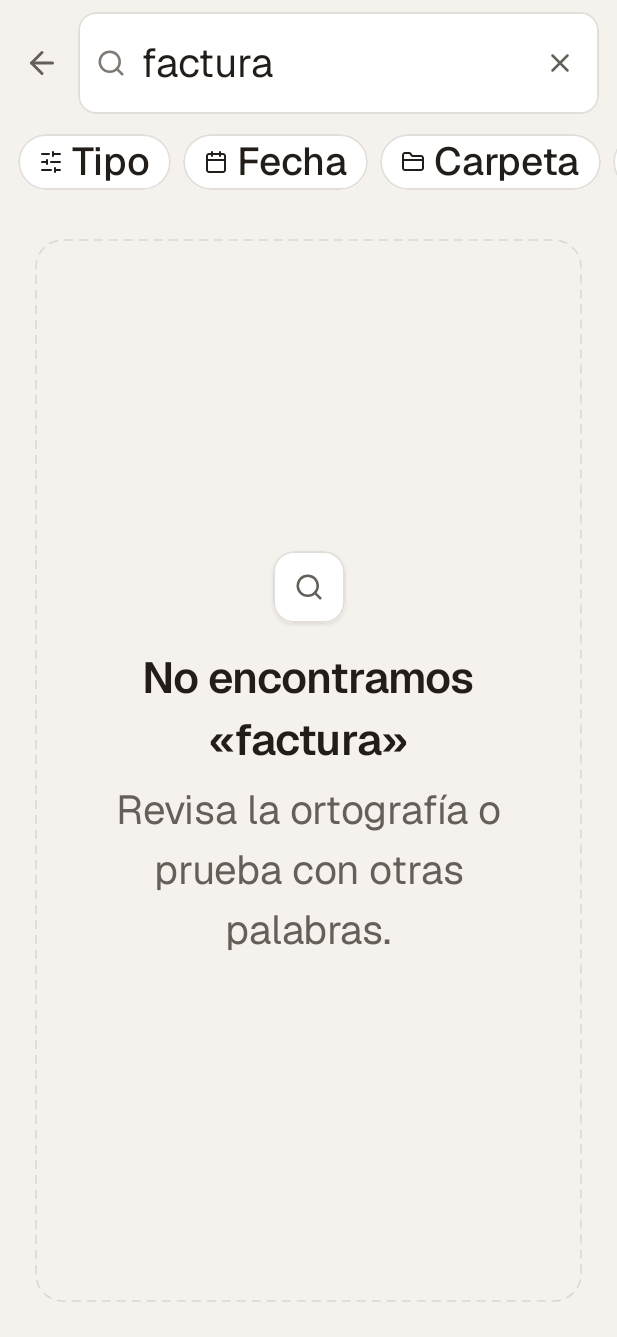 factura
Tipo
Fecha
Carpeta
No encontramos
«factura»
Revisa la ortografía o
prueba con otras
palabras.